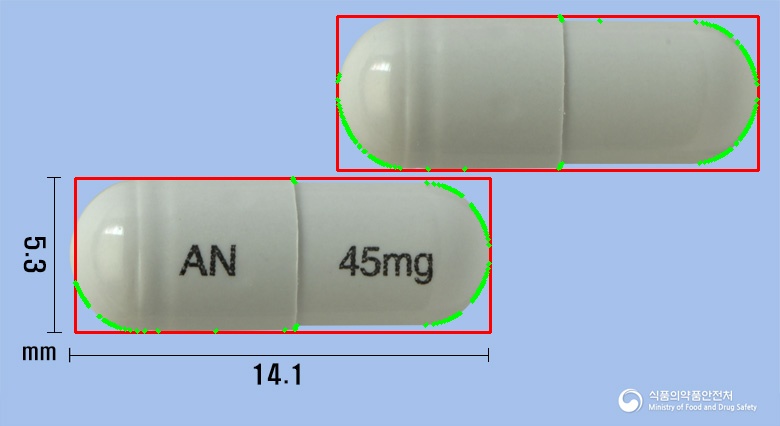 AN 45mg
5.3
mm
14.1
식품의약품안전처
Ministry of Food and Drug Safety